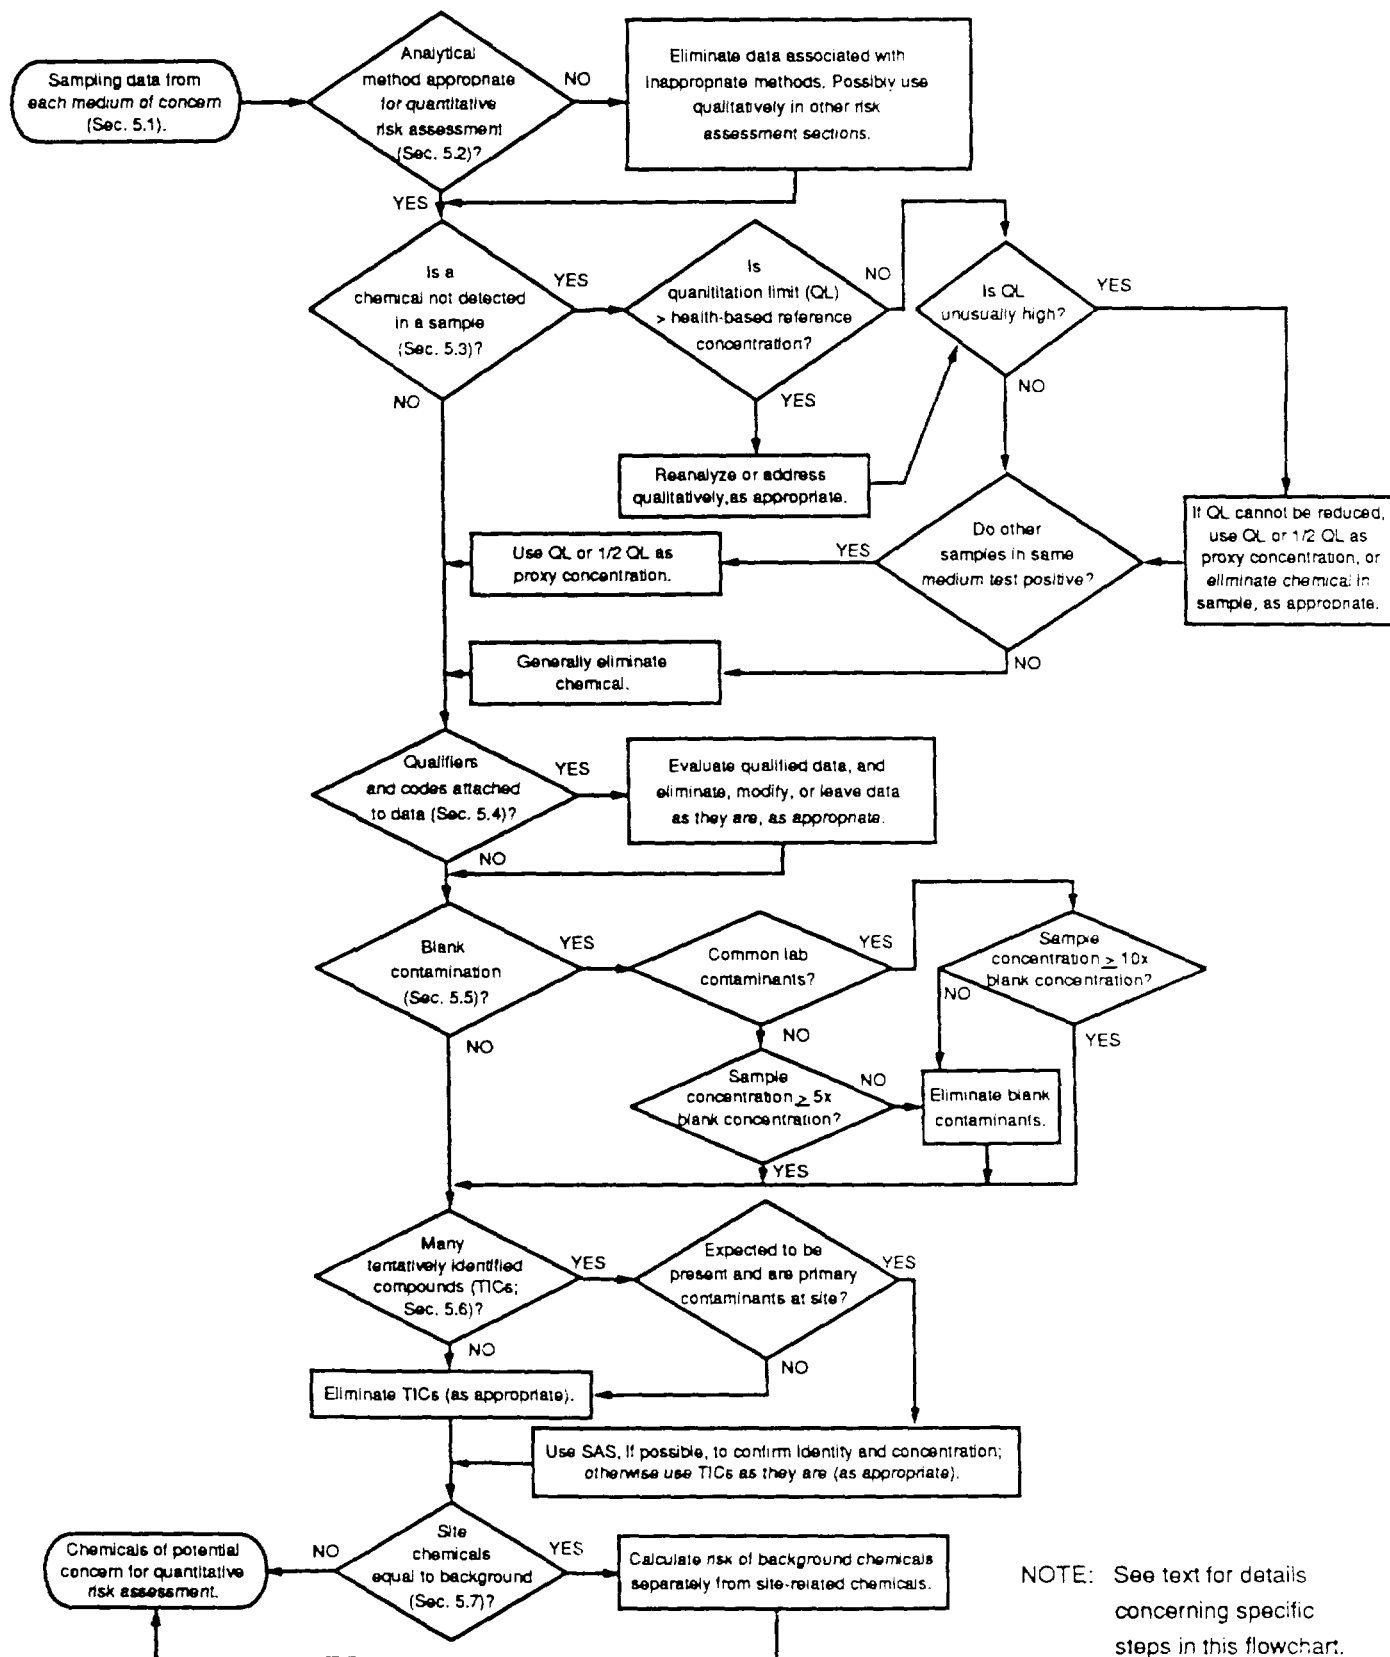 Sampling data from
each medium of concern
(Sec. 5.1).
Analytical
method appropriate
for quantitative
risk assessment
(Sec. 5.2)?
NO
Eliminate data associated with
inappropriate methods. Possibly use
qualitatively in other risk
assessment sections.
YES
Is a
chemical not detected
in a sample
(Sec. 5.3)?
YES
NO
Is
quanititation limit (QL)
> health-based reference
concentration?
NO
YES
Is QL
unusually high?
YES
NO
Reanalyze or address
qualitatively, as appropriate.
If QL cannot be reduced,
use QL or 1/2 QL as
proxy concentration, or
eliminate chemical in
sample, as appropriate.
Do other
samples in same
medium test positive?
YES
NO
Use QL or 1/2 QL as
proxy concentration.
Generally eliminate
chemical.
Qualifiers
and codes attached
to data (Sec. 5.4)?
YES
NO
Evaluate qualified data, and
eliminate, modify, or leave data
as they are, as appropriate.
Blank
contamination
(Sec. 5.5)?
YES
NO
Common lab
contaminants?
YES
NO
Sample
concentration ≥ 10x
blank concentration?
NO
YES
Sample
concentration ≥ 5x
blank concentration?
NO
YES
Eliminate blank
contaminants.
Many
tentatively identified
compounds (TICs;
Sec. 5.6)?
YES
NO
Expected to be
present and are primary
contaminants at site?
YES
NO
Eliminate TICs (as appropriate).
Use SAS, if possible, to confirm identity and concentration;
otherwise use TICs as they are (as appropriate).
Site
chemicals
equal to background
(Sec. 5.7)?
NO
YES
Chemicals of potential
concern for quantitative
risk assessment.
Calculate risk of background chemicals
separately from site-related chemicals.
NOTE: See text for details
concerning specific
steps in this flowchart.